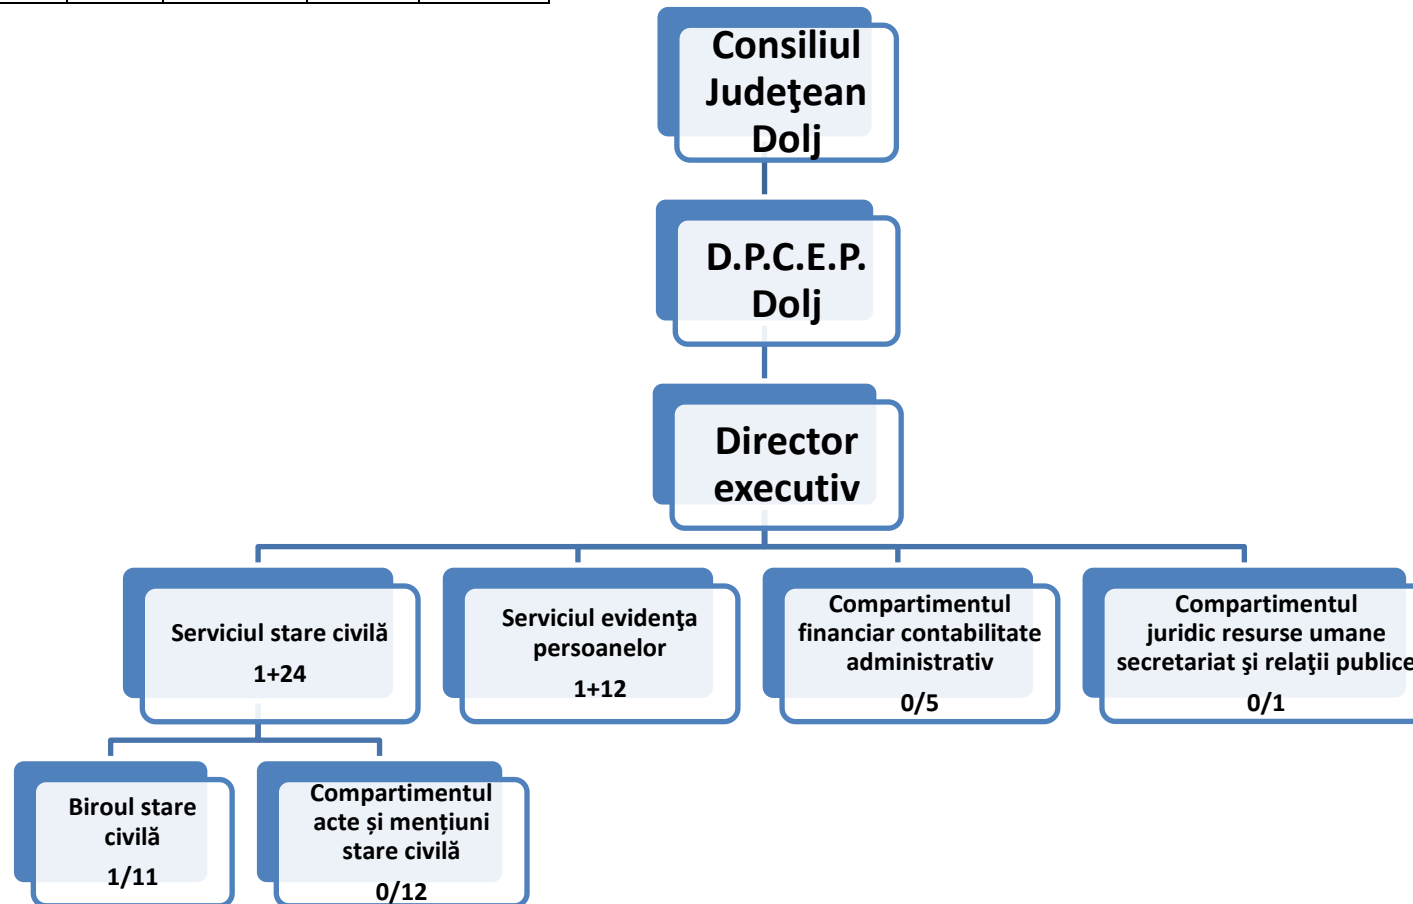 Consiliul
Judeţean
Dolj
D.P.C.E.P.
Dolj
Director
executiv
Serviciul stare civilă
1+24
Serviciul evidenţa
persoanelor
1+12
Compartimentul
financiar contabilitate
administrativ
0/5
Compartimentul
juridic resurse umane
secretariat şi relaţii publice
0/1
Biroul stare
civilă
1/11
Compartimentul
acte și mențiuni
stare civilă
0/12